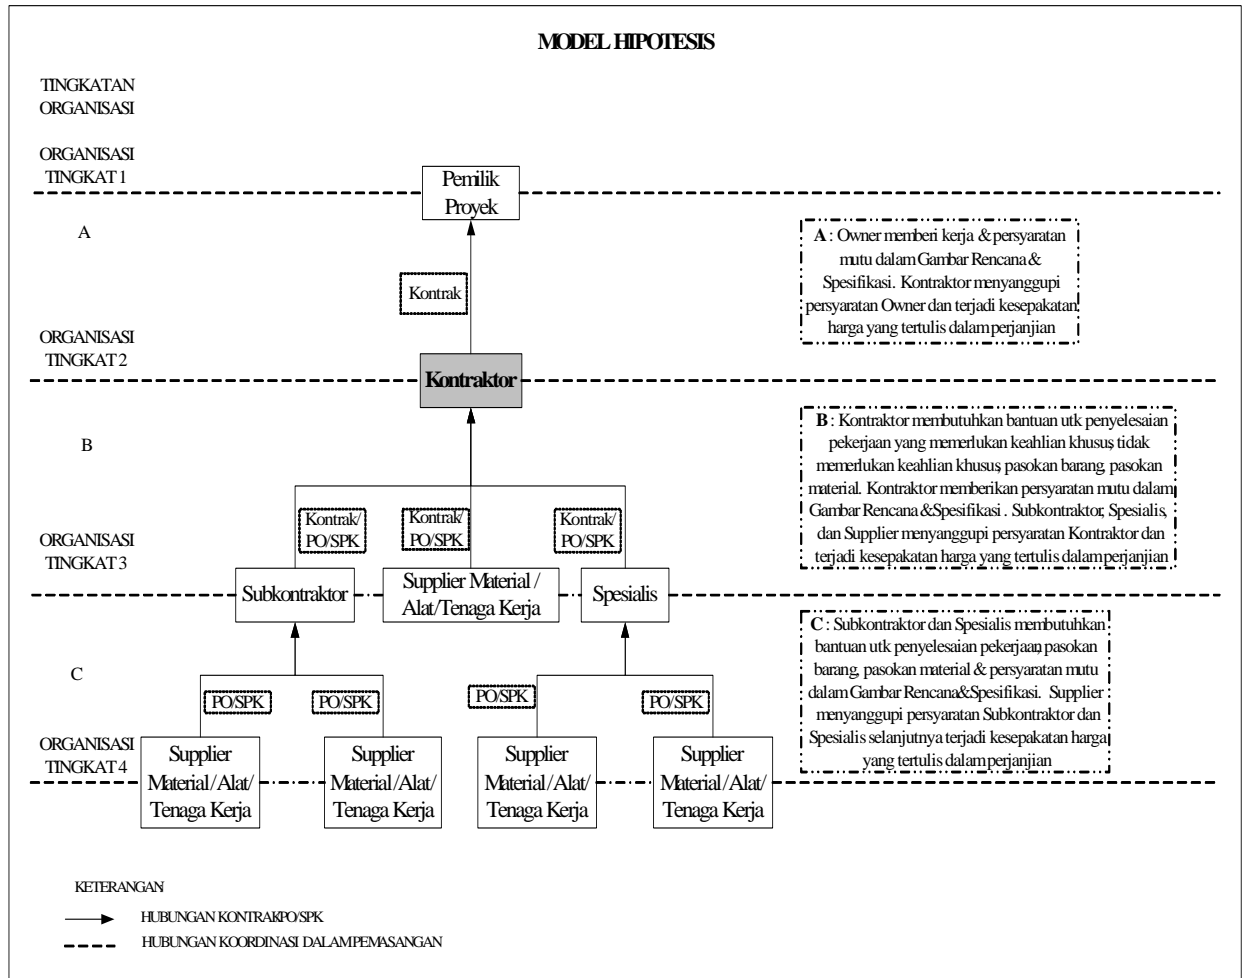 MODEL HIPOTESIS
TINGKATAN
ORGANISASI
ORGANISASI
TINGKAT 1
Pemilik
Proyek
A
A : Owner memberi kerja & persyaratan
mutu dalam Gambar Rencana &
Spesifikasi. Kontraktor menyanggupi
persyaratan Owner dan terjadi kesepakatan
harga yang tertulis dalam perjanjian
Kontrak
ORGANISASI
TINGKAT 2
Kontraktor
B
B : Kontraktor membutuhkan bantuan utk penyelesaian
pekerjaan yang memerlukan keahlian khusus, tidak
memerlukan keahlian khusus, pasokan barang, pasokan
material. Kontraktor memberikan persyaratan mutu dalam
Gambar Rencana & Spesifikasi. Subkontraktor, Spesialis,
dan Supplier menyanggupi persyaratan Kontraktor dan
terjadi kesepakatan harga yang tertulis dalam perjanjian
Kontrak/
PO/SPK
Kontrak/
PO/SPK
Kontrak/
PO/SPK
ORGANISASI
TINGKAT 3
Subkontraktor
Supplier Material /
Alat/Tenaga Kerja
Spesialis
C
C : Subkontraktor dan Spesialis membutuhkan
bantuan utk penyelesaian pekerjaan, pasokan
barang, pasokan material & persyaratan mutu
dalam Gambar Rencana&Spesifikasi. Supplier
menyanggupi persyaratan Subkontraktor dan
Spesialis selanjutnya terjadi kesepakatan harga
yang tertulis dalam perjanjian
PO/SPK
PO/SPK
PO/SPK
PO/SPK
ORGANISASI
TINGKAT 4
Supplier
Material/Alat/
Tenaga Kerja
Supplier
Material/Alat/
Tenaga Kerja
Supplier
Material/Alat/
Tenaga Kerja
Supplier
Material/Alat/
Tenaga Kerja
KETERANGAN:
HUBUNGAN KONTRAK/PO/SPK
HUBUNGAN KOORDINASI DALAM PEMASANGAN